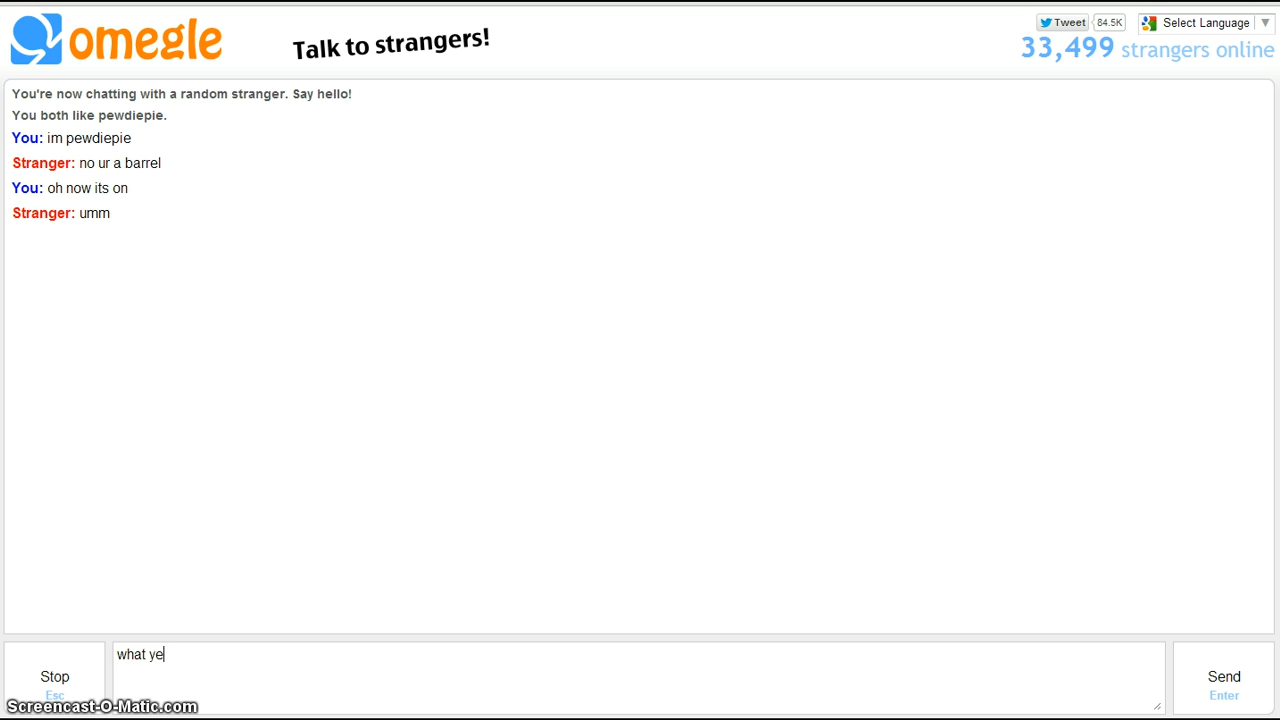 omegle
Talk to strangers!
Tweet 84.5K Select Language ▼
33,499 strangers online
You're now chatting with a random stranger. Say hello!
You both like pewdiepie.
You: im pewdiepie
Stranger: no ur a barrel
You: oh now its on
Stranger: umm
what ye
Stop
Esc
Send
Enter
Screencast-O-Matic.com